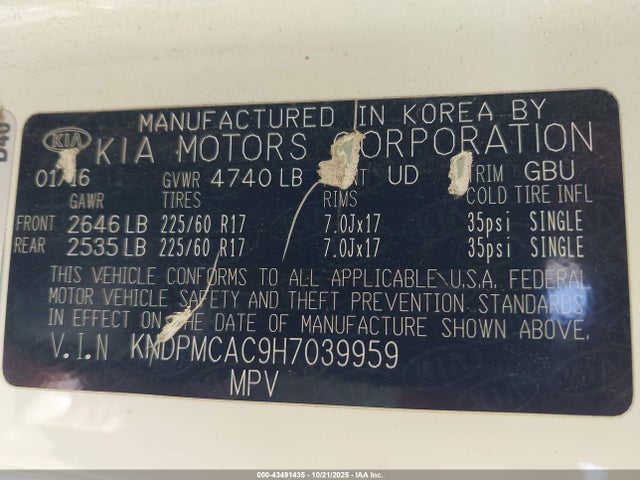 MANUFACTURED IN KOREA BY
KIA KIA MOTORS CORPORATION
01/16 GVWR 4740 LB UD TRIM GBU
GAWR TIRES RIMS COLD TIRE INFL
FRONT 2646 LB 225/60 R17 7.0Jx17 35psi SINGLE
REAR 2535 LB 225/60 R17 7.0Jx17 35psi SINGLE
THIS VEHICLE CONFORMS TO ALL APPLICABLE U.S.A. FEDERAL
MOTOR VEHICLE SAFETY AND THEFT PREVENTION STANDARDS
IN EFFECT ON THE DATE OF MANUFACTURE SHOWN ABOVE.
V.I.N KNDPMCAC9H7039959
MPV
000-43491435 - 10/21/2025 - IAA Inc.